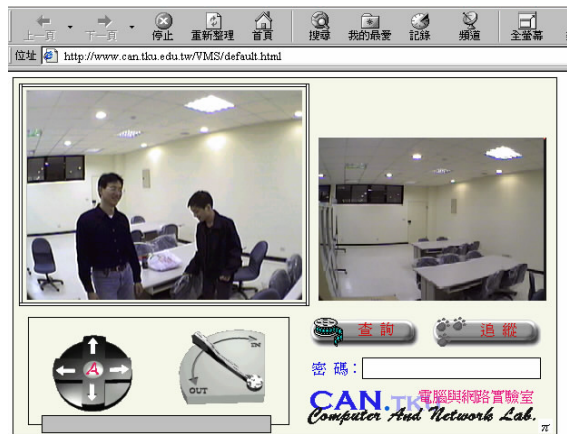 上一頁 下一頁 停止 重新整理 首頁 搜尋 我的最愛 記錄 頻道 全螢幕
位址 http://www.can.tku.edu.tw/VMS/default.html
A
IN
OUT
查詢 追縱
密碼:
CAN.TKU 電腦與網路實驗室
Computer And Network Lab.
π